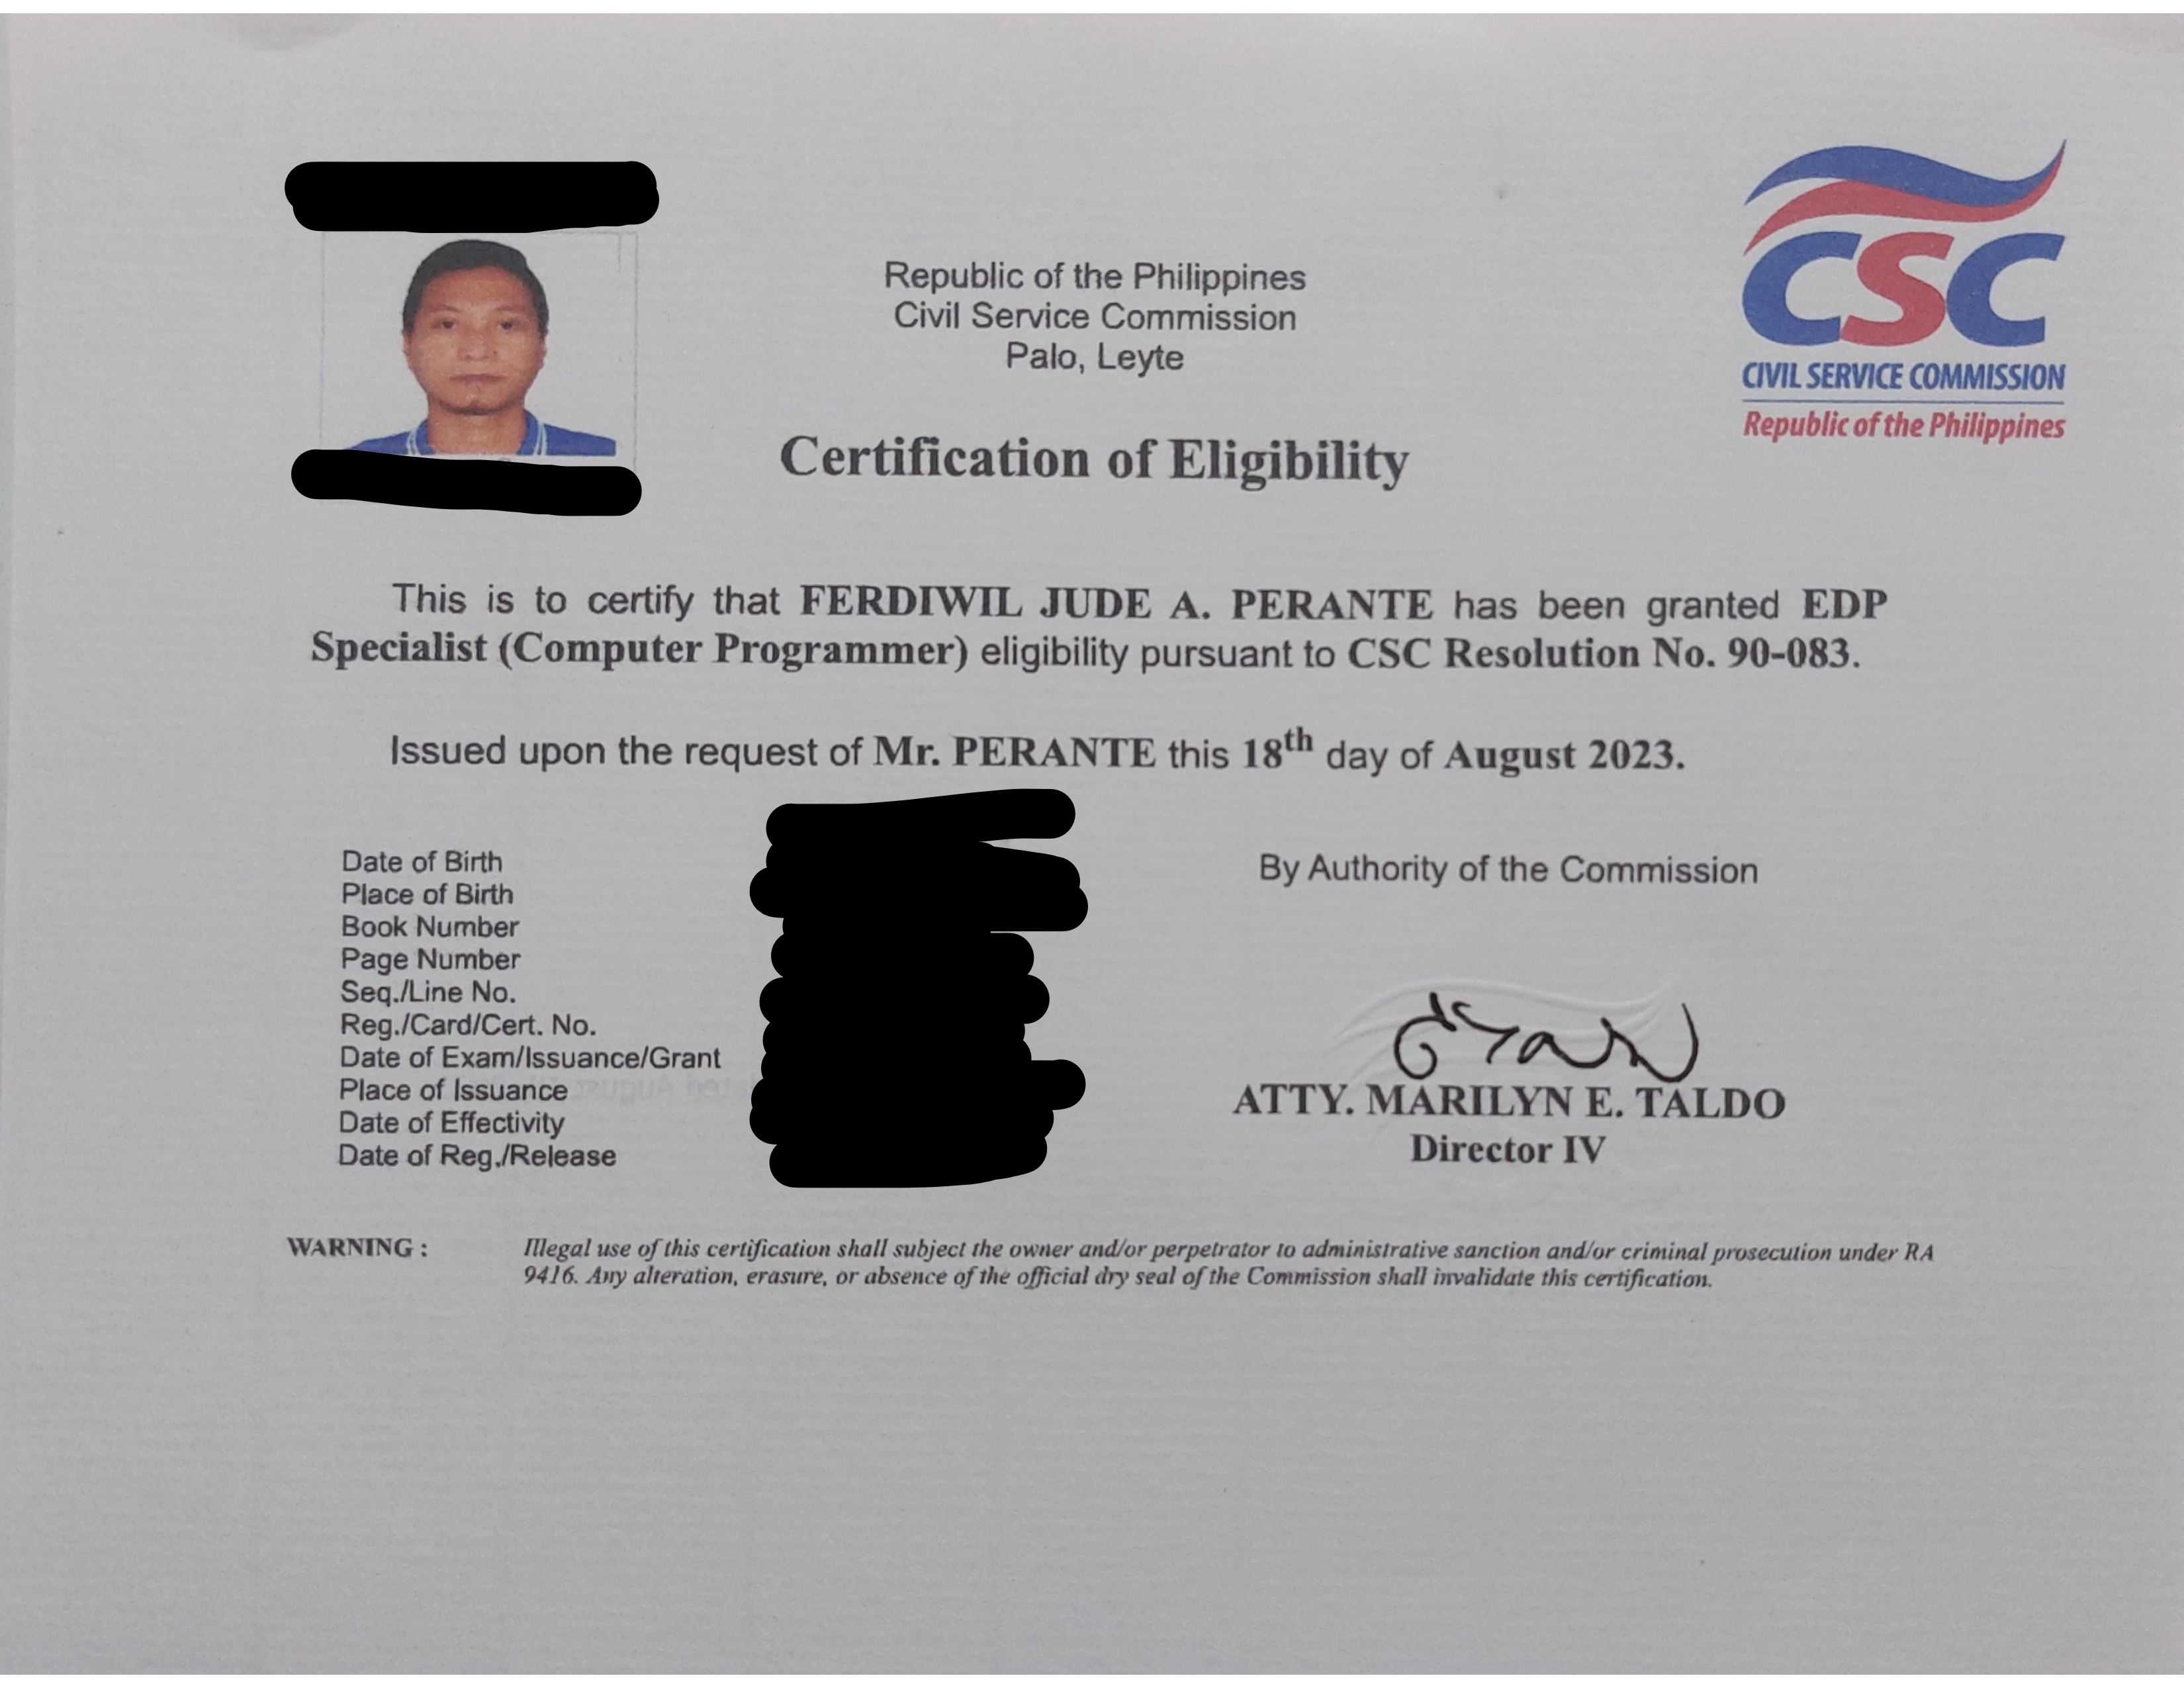 Republic of the Philippines
Civil Service Commission
Palo, Leyte
CSC
CIVIL SERVICE COMMISSION
Republic of the Philippines
Certification of Eligibility
This is to certify that FERDIWIL JUDE A. PERANTE has been granted EDP
Specialist (Computer Programmer) eligibility pursuant to CSC Resolution No. 90-083.
Issued upon the request of Mr. PERANTE this 18th day of August 2023.
Date of Birth
Place of Birth
Book Number
Page Number
Seq./Line No.
Reg./Card/Cert. No.
Date of Exam/Issuance/Grant
Place of Issuance
Date of Effectivity
Date of Reg./Release
By Authority of the Commission
ATTY. MARILYN E. TALDO
Director IV
WARNING : Illegal use of this certification shall subject the owner and/or perpetrator to administrative sanction and/or criminal prosecution under RA
9416. Any alteration, erasure, or absence of the official dry seal of the Commission shall invalidate this certification.